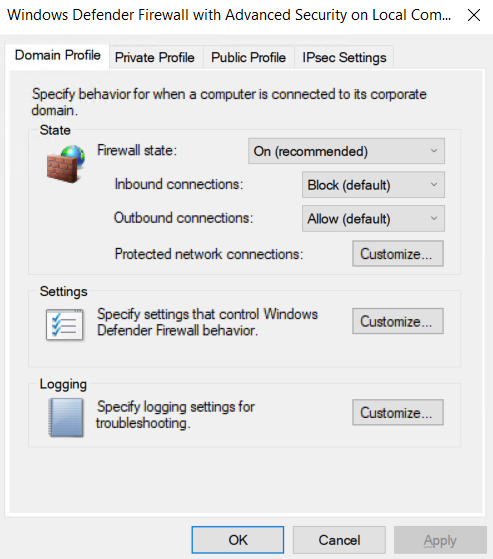 Windows Defender Firewall with Advanced Security on Local Com...
Domain Profile Private Profile Public Profile IPsec Settings
Specify behavior for when a computer is connected to its corporate
domain.
State
Firewall state: On (recommended)
Inbound connections: Block (default)
Outbound connections: Allow (default)
Protected network connections: Customize...
Settings
Specify settings that control Windows
Defender Firewall behavior.
Customize...
Logging
Specify logging settings for
troubleshooting.
Customize...
OK Cancel Apply